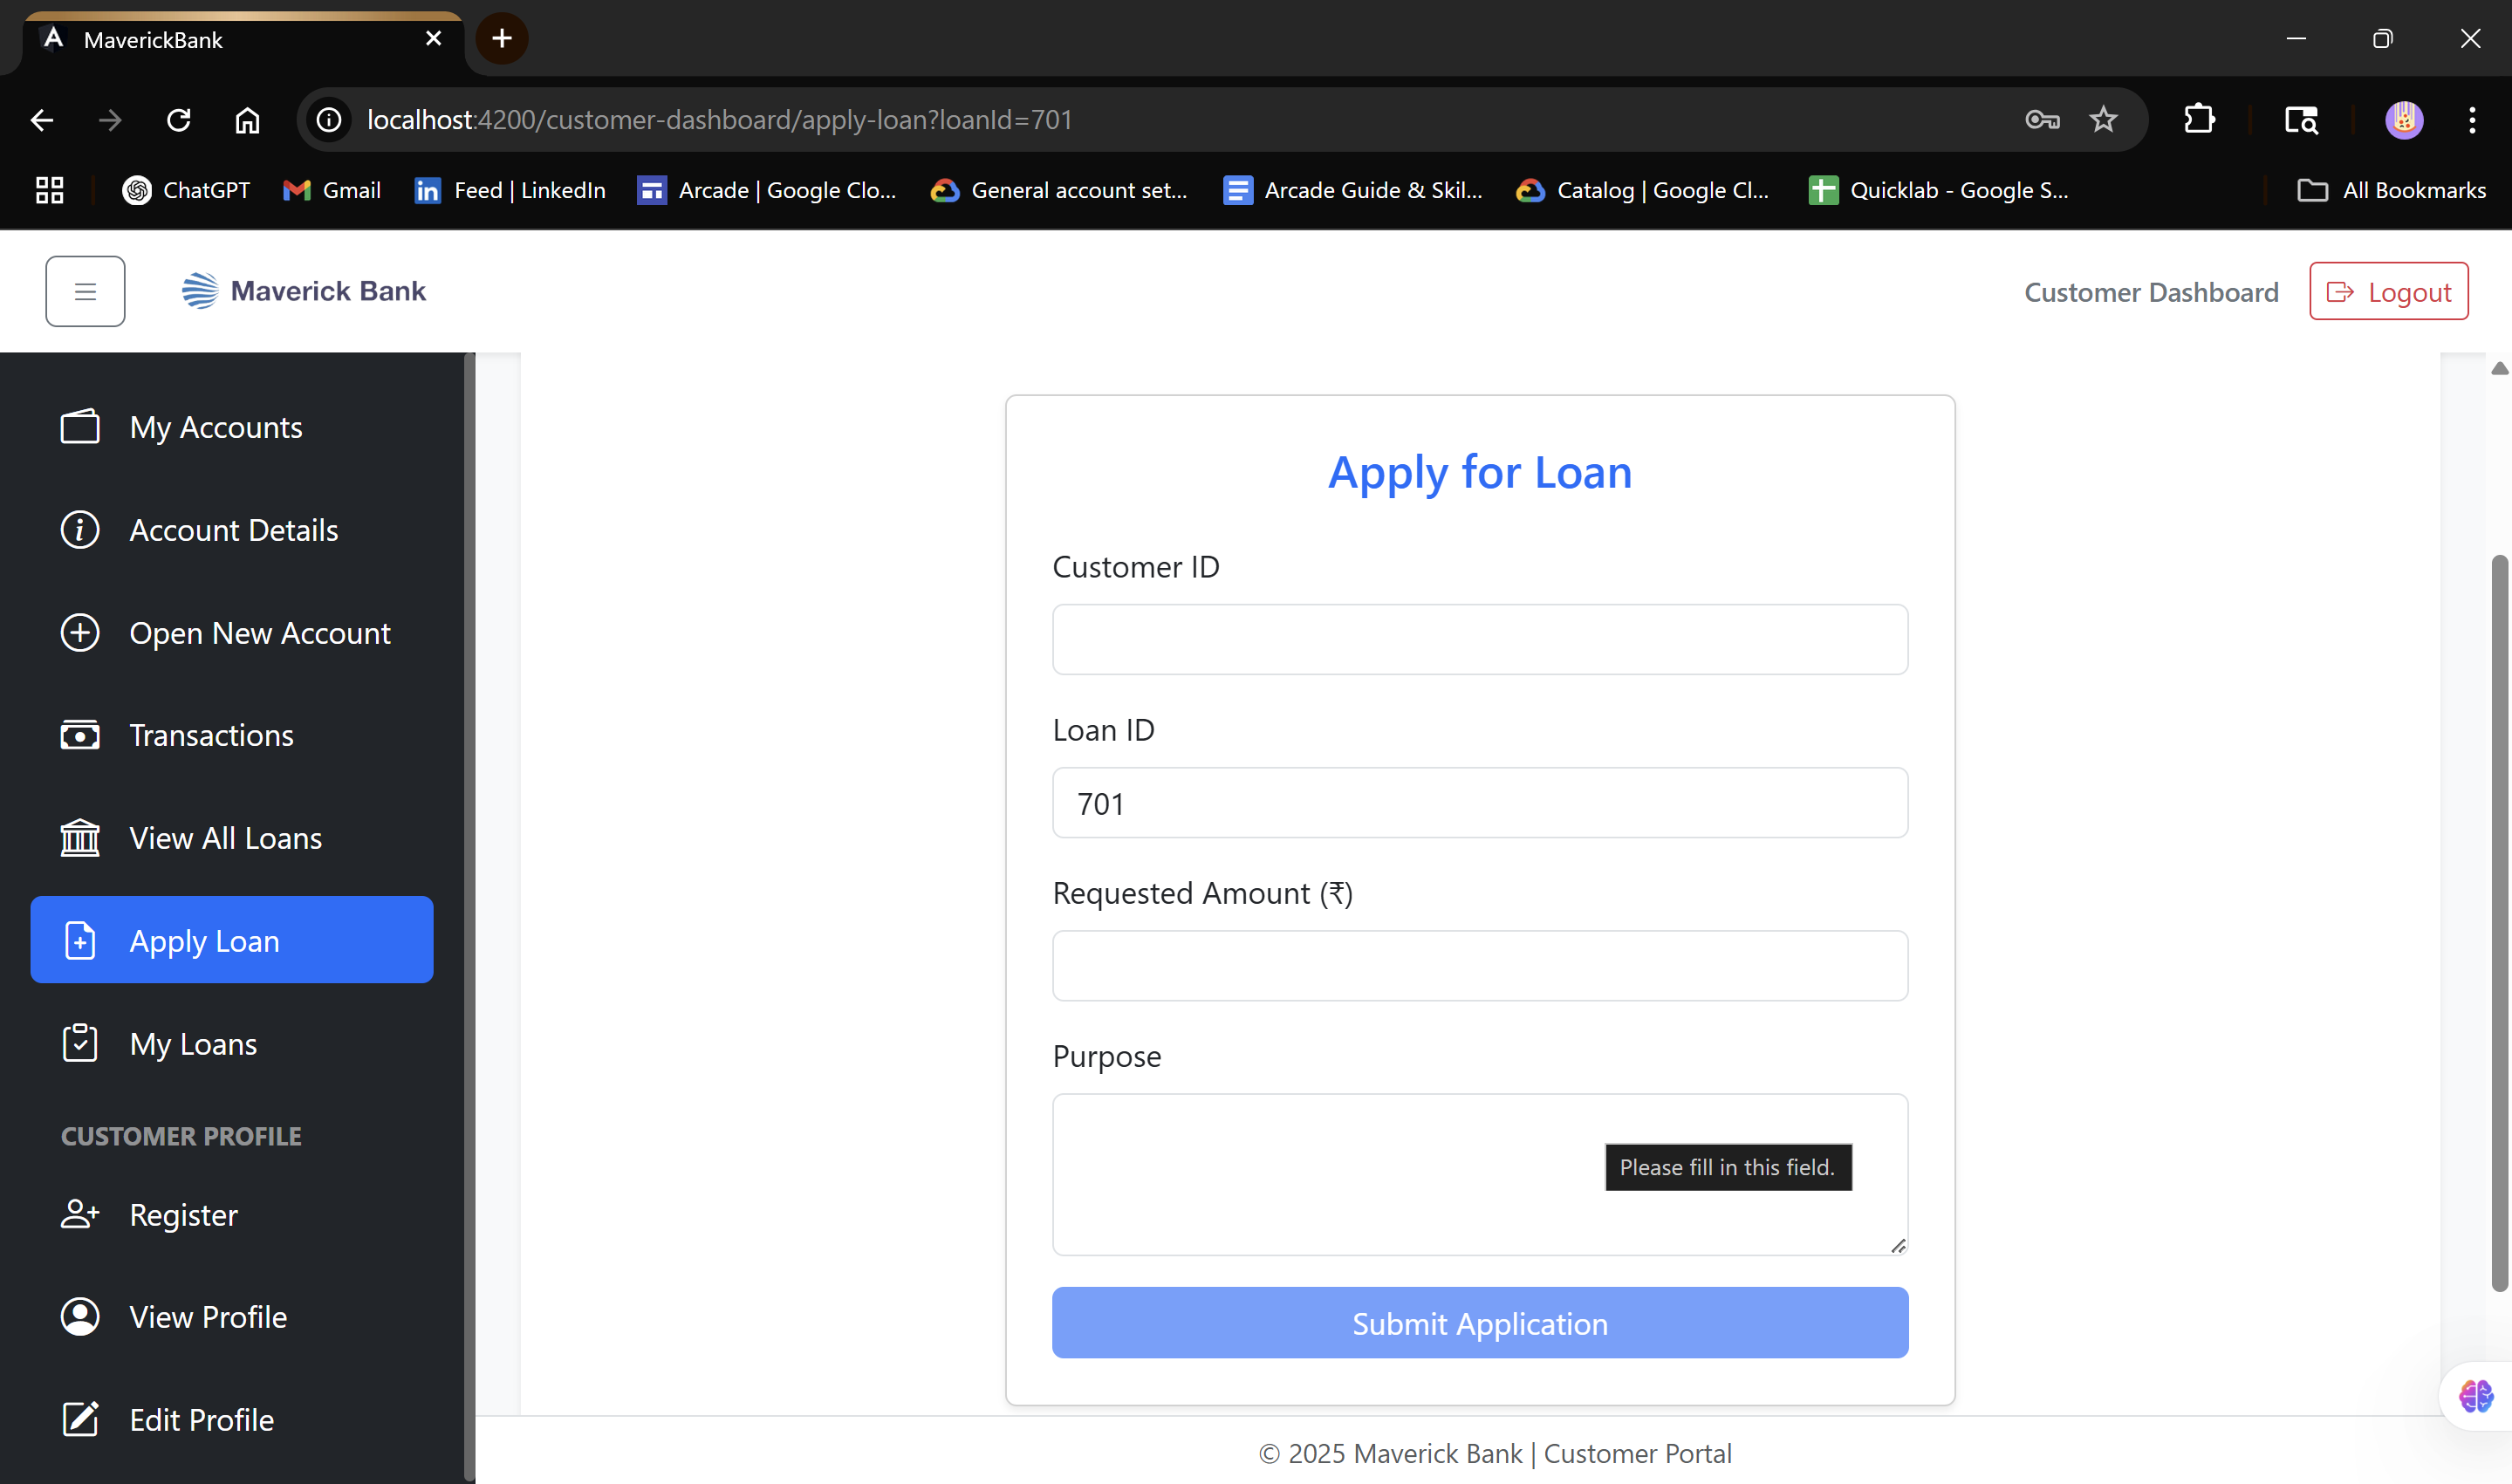 MaverickBank
localhost:4200/customer-dashboard/apply-loan?loanId=701
ChatGPT
Gmail
Feed | LinkedIn
Arcade | Google Clo...
General account set...
Arcade Guide & Skil...
Catalog | Google Cl...
Quicklab - Google S...
All Bookmarks
Maverick Bank
Customer Dashboard
Logout
My Accounts
Account Details
Open New Account
Transactions
View All Loans
Apply Loan
My Loans
CUSTOMER PROFILE
Register
View Profile
Edit Profile
Apply for Loan
Customer ID
Loan ID
701
Requested Amount (₹)
Purpose
Please fill in this field.
Submit Application
© 2025 Maverick Bank | Customer Portal